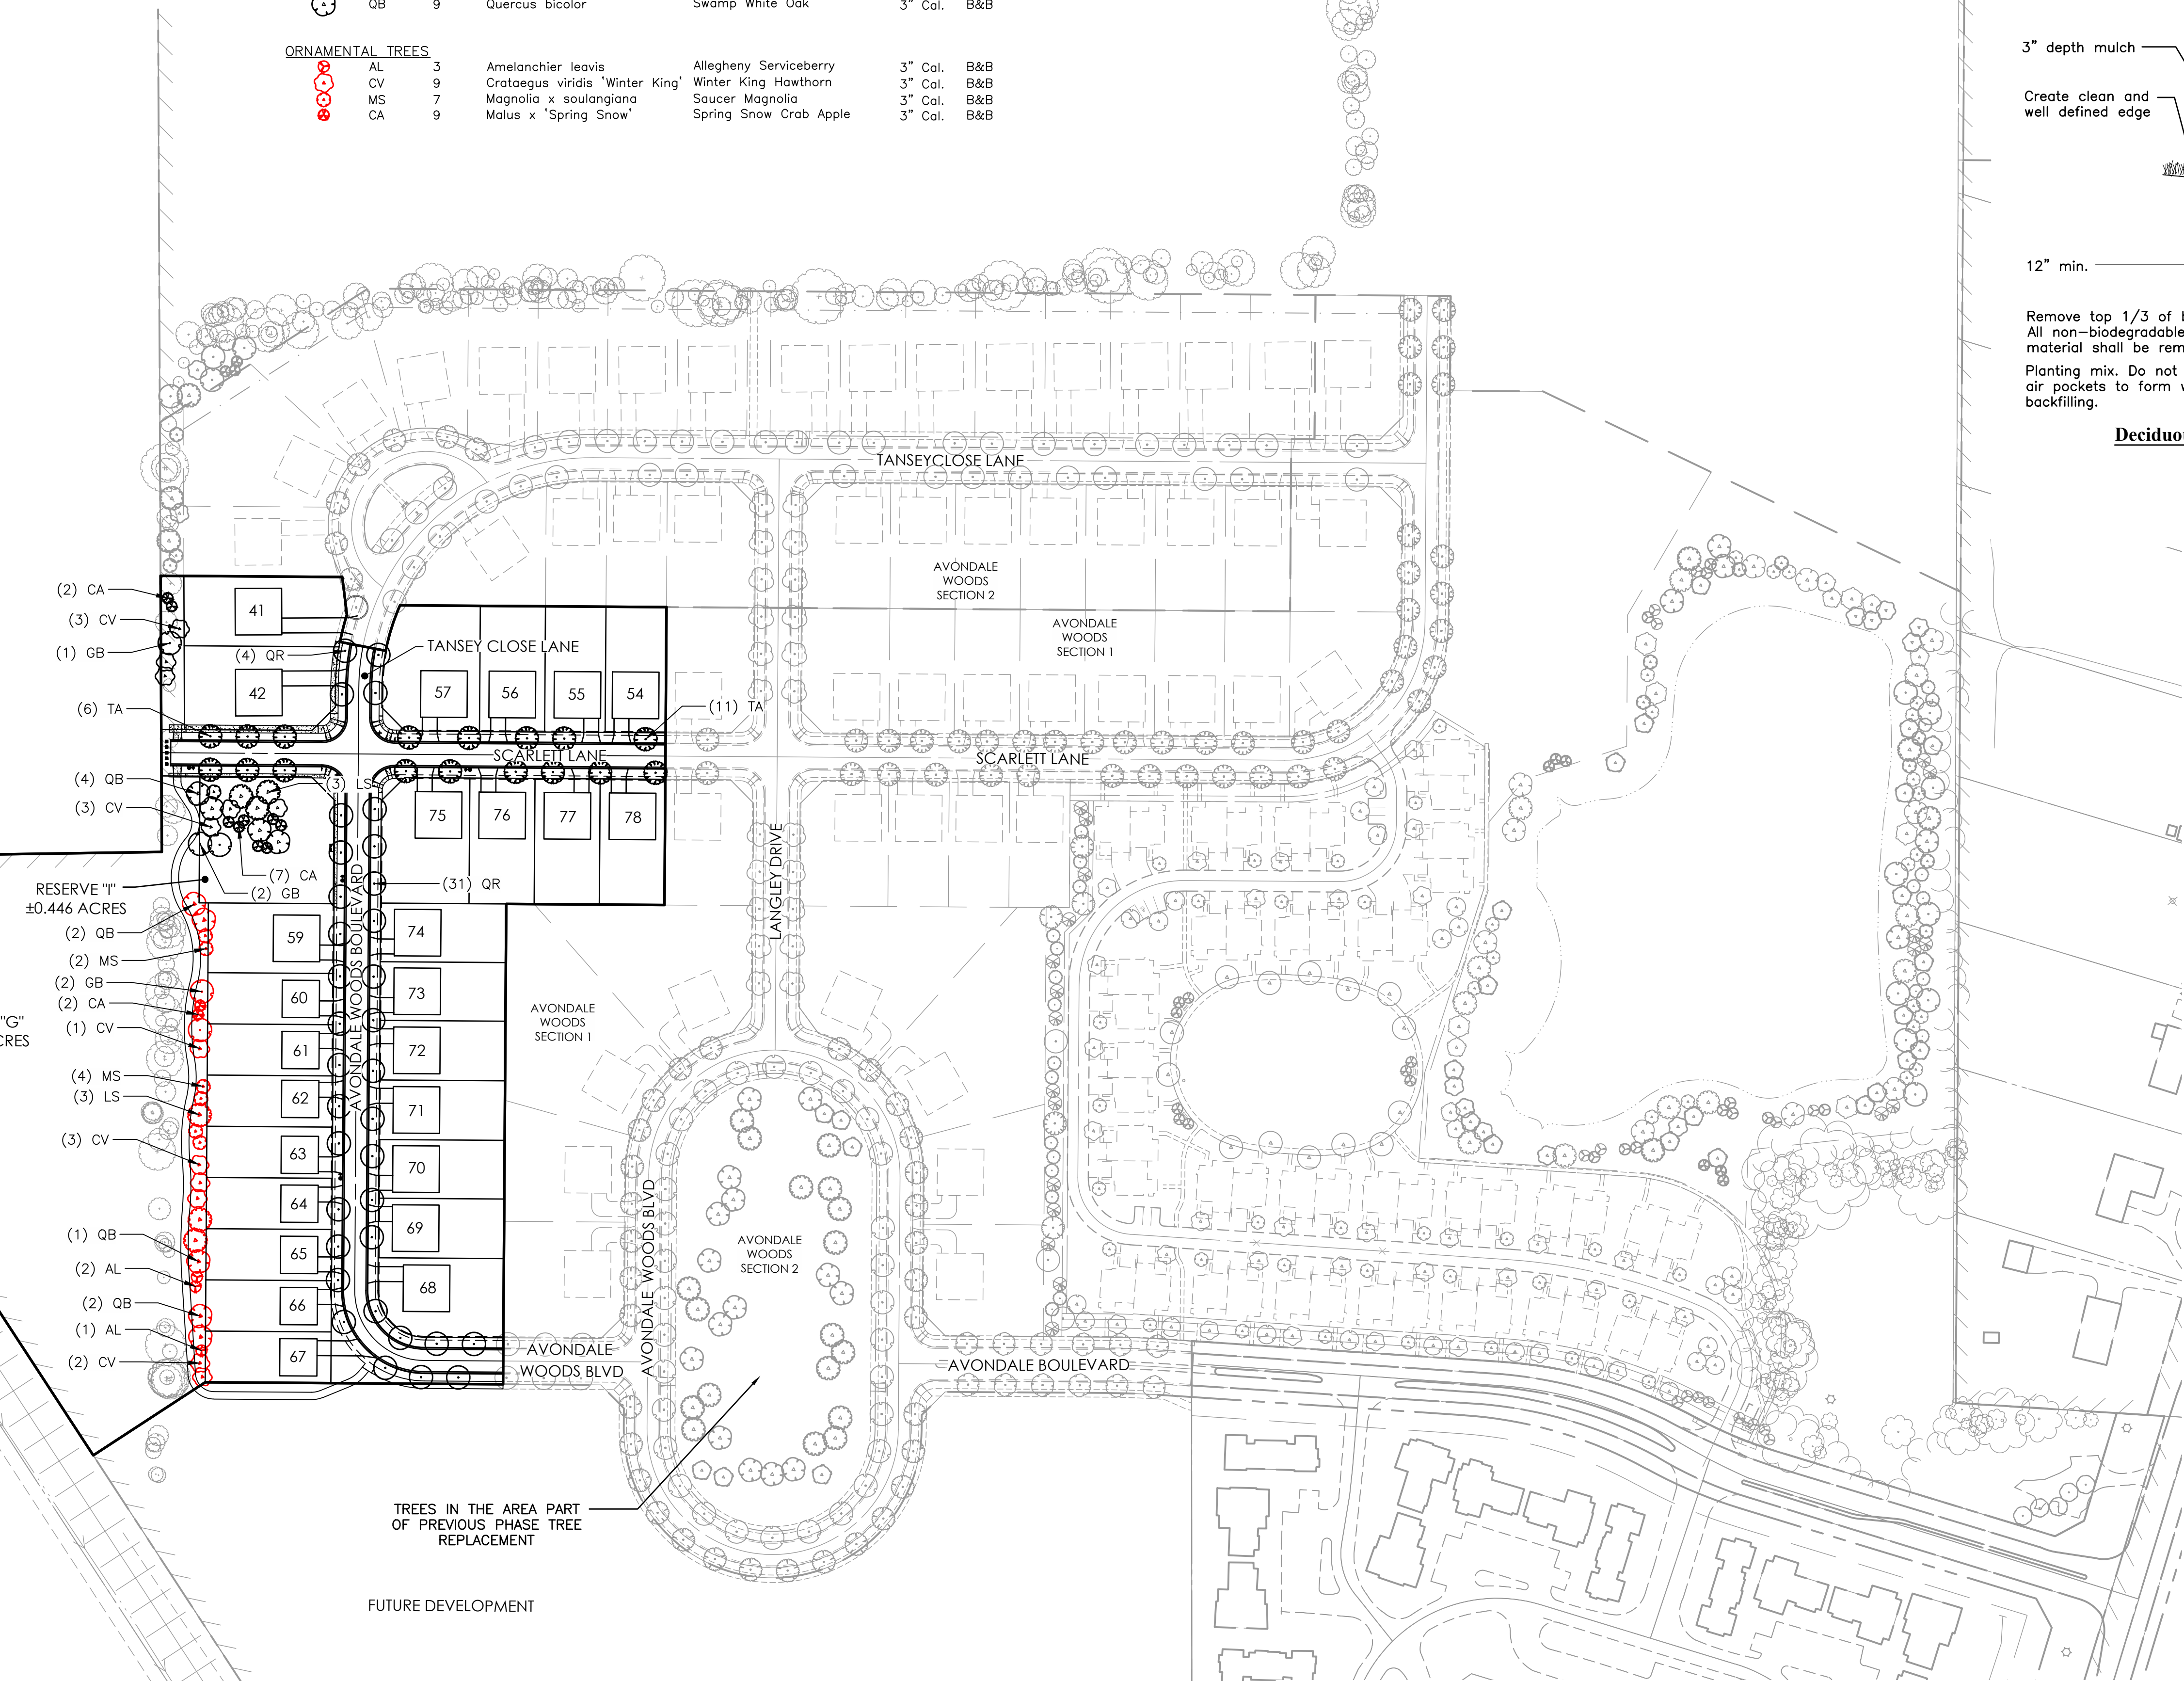 QB 9 Quercus bicolor Swamp White Oak 3" Cal. B&B
ORNAMENTAL TREES
AL 3 Amelanchier leavis Allegheny Serviceberry 3" Cal. B&B
CV 9 Crataegus viridis 'Winter King' Winter King Hawthorn 3" Cal. B&B
MS 7 Magnolia x soulangiana Saucer Magnolia 3" Cal. B&B
CA 9 Malus x 'Spring Snow' Spring Snow Crab Apple 3" Cal. B&B
3" depth mulch
Create clean and
well defined edge
12" min.
Remove top 1/3 of b
All non-biodegradable
material shall be rem
Planting mix. Do not
air pockets to form w
backfilling.
Deciduou
TANSEYCLOSE LANE
AVONDALE
WOODS
SECTION 2
AVONDALE
WOODS
SECTION 1
(2) CA
(3) CV
(1) GB
(6) TA
41
42
(4) QR
TANSEY CLOSE LANE
57
56
55
54
(11) TA
SCARLETT LANE
SCARLETT LANE
(4) QB
(3) CV
(3) LS
75
76
77
78
(7) CA
(2) GB
(31) QR
LANGLEY DRIVE
RESERVE "I"
±0.446 ACRES
(2) QB
(2) MS
(2) GB
(2) CA
(1) CV
"G"
CRES
(4) MS
(3) LS
(3) CV
(1) QB
(2) AL
(2) QB
(1) AL
(2) CV
AVONDALE WOODS BOULEVARD
59
60
61
62
63
64
65
66
67
74
73
72
71
70
69
68
AVONDALE
WOODS
SECTION 1
AVONDALE
WOODS BLVD
AVONDALE WOODS BLVD
AVONDALE
WOODS
SECTION 2
AVONDALE BOULEVARD
TREES IN THE AREA PART
OF PREVIOUS PHASE TREE
REPLACEMENT
FUTURE DEVELOPMENT